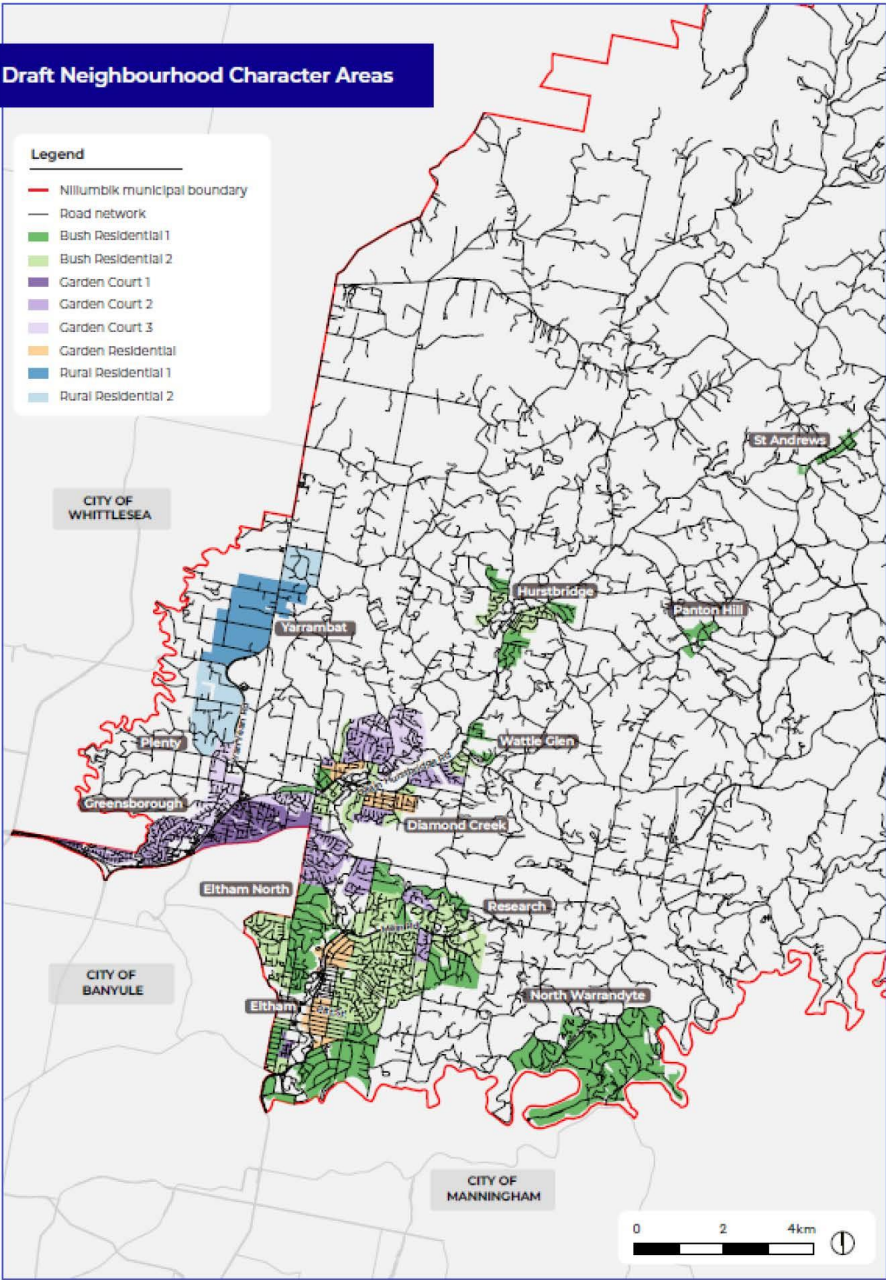 Draft Neighbourhood Character Areas
Legend
Nillumbik municipal boundary
Road network
Bush Residential 1
Bush Residential 2
Garden Court 1
Garden Court 2
Garden Court 3
Garden Residential
Rural Residential 1
Rural Residential 2
St Andrews
CITY OF
WHITTLESEA
Hurstbridge
Panton Hill
Yarrambat
Plenty
Wattle Glen
Greensborough
Diamond Creek
Eltham North
Research
Main Rd
CITY OF
BANYULE
North Warrandyte
Eltham
CITY OF
MANNINGHAM
0 2 4km